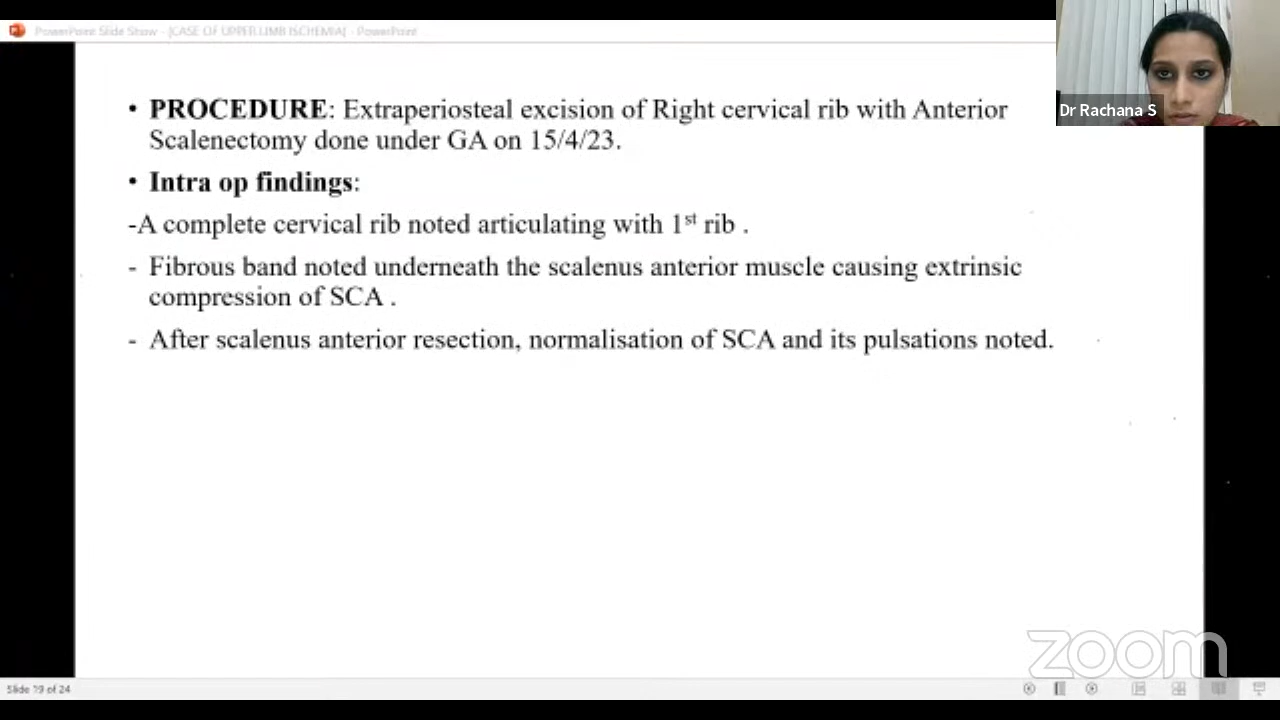 PowerPoint Slide Show - [CASE OF UPPER LIMB ISCHEMIA] - PowerPoint
Dr Rachana S
• PROCEDURE: Extraperiosteal excision of Right cervical rib with Anterior
Scalenectomy done under GA on 15/4/23.
• Intra op findings:
-A complete cervical rib noted articulating with 1st rib .
- Fibrous band noted underneath the scalenus anterior muscle causing extrinsic
compression of SCA .
- After scalenus anterior resection, normalisation of SCA and its pulsations noted.
zoom
Slide 19 of 24